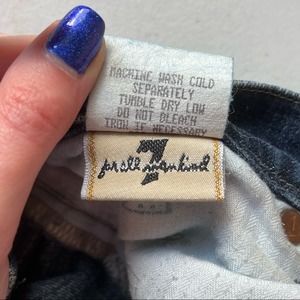 MACHINE WASH COLD
SEPARATELY
TUMBLE DRY LOW
DO NOT BLEACH
IRON IF NECESSARY
7
for all mankind